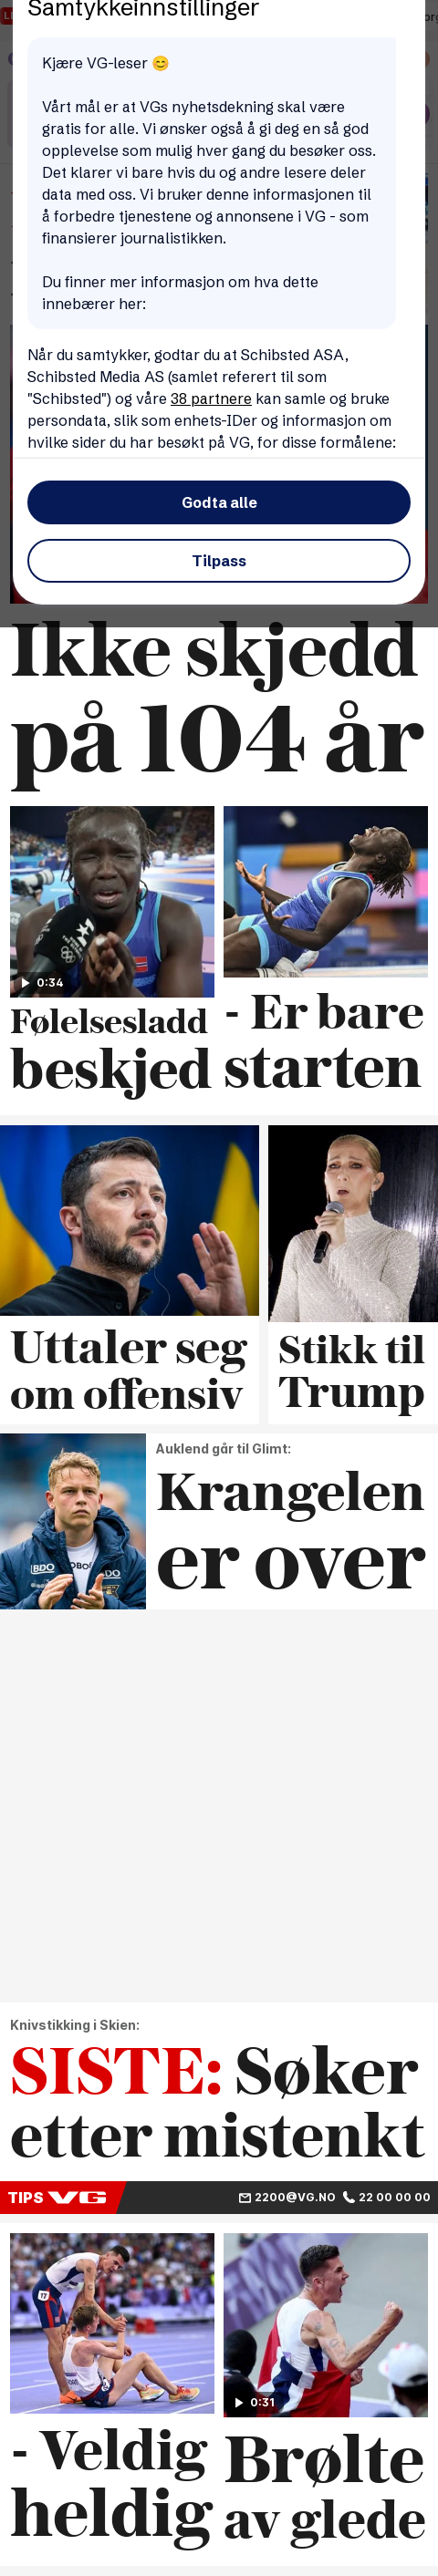 Samtykkeinnstillinger
Kjære VG-leser 😊
Vårt mål er at VGs nyhetsdekning skal være
gratis for alle. Vi ønsker også å gi deg en så god
opplevelse som mulig hver gang du besøker oss.
Det klarer vi bare hvis du og andre lesere deler
data med oss. Vi bruker denne informasjonen til
å forbedre tjenestene og annonsene i VG - som
finansierer journalistikken.
Du finner mer informasjon om hva dette
innebærer her:
Når du samtykker, godtar du at Schibsted ASA,
Schibsted Media AS (samlet referert til som
"Schibsted") og våre 38 partnere kan samle og bruke
persondata, slik som enhets-IDer og informasjon om
hvilke sider du har besøkt på VG, for disse formålene:
Godta alle
Tilpass
Ikke skjedd
på 104 år
0:34
Følelsesladd
beskjed
- Er bare
starten
Uttaler seg
om offensiv
Stikk til
Trump
Auklend går til Glimt:
Krangelen
er over
BDO
OBOS
DO
Knivstikking i Skien:
SISTE: Søker
etter mistenkt
TIPS VG 2200@VG.NO 22 00 00 00
17
0:31
- Veldig
heldig
Brølte
av glede